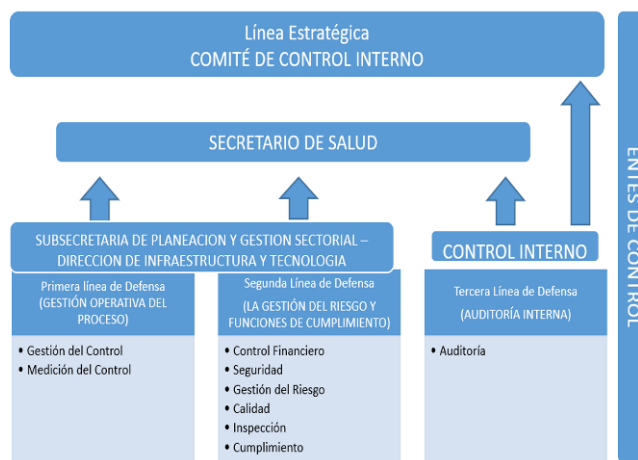 Línea Estratégica
COMITÉ DE CONTROL INTERNO
SECRETARIO DE SALUD
SUBSECRETARIA DE PLANEACION Y GESTION SECTORIAL –
DIRECCION DE INFRAESTRUCTURA Y TECNOLOGIA
Primera línea de Defensa
(GESTIÓN OPERATIVA DEL
PROCESO)
• Gestión del Control
• Medición del Control
Segunda Línea de Defensa
(LA GESTIÓN DEL RIESGO Y
FUNCIONES DE CUMPLIMIENTO)
• Control Financiero
• Seguridad
• Gestión del Riesgo
• Calidad
• Inspección
• Cumplimiento
CONTROL INTERNO
Tercera Línea de Defensa
(AUDITORÍA INTERNA)
• Auditoría
ENTES DE CONTROL